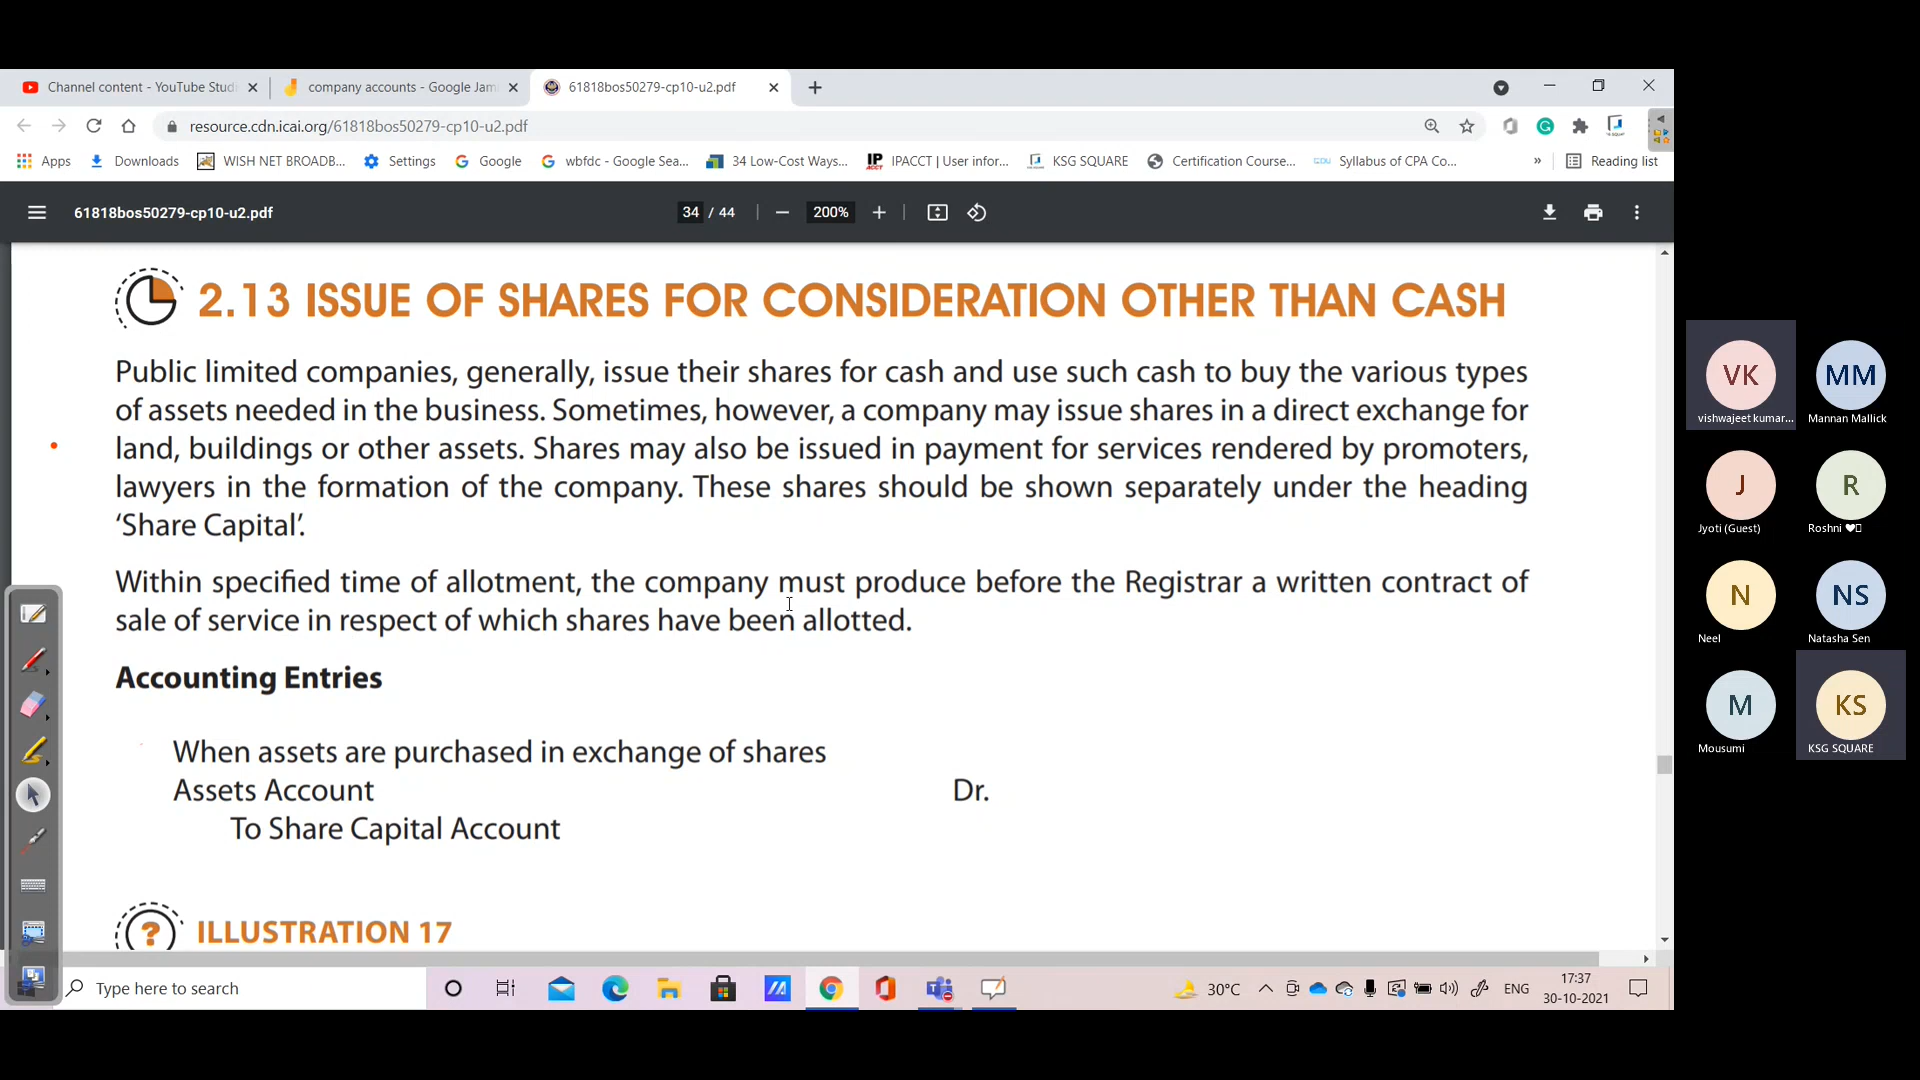 Channel content - YouTube Studi
company accounts - Google Jam
61818bos50279-cp10-u2.pdf
resource.cdn.icai.org/61818bos50279-cp10-u2.pdf
Apps
Downloads
WISH NET BROADB...
Settings
Google
wbfdc - Google Sea...
34 Low-Cost Ways...
IP IPACCT | User infor...
KSG SQUARE
Certification Course...
Syllabus of CPA Co...
»
Reading list
61818bos50279-cp10-u2.pdf
34 / 44
200%
2.13 ISSUE OF SHARES FOR CONSIDERATION OTHER THAN CASH
Public limited companies, generally, issue their shares for cash and use such cash to buy the various types
of assets needed in the business. Sometimes, however, a company may issue shares in a direct exchange for
land, buildings or other assets. Shares may also be issued in payment for services rendered by promoters,
lawyers in the formation of the company. These shares should be shown separately under the heading
‘Share Capital’.
Within specified time of allotment, the company must produce before the Registrar a written contract of
sale of service in respect of which shares have been allotted.
Accounting Entries
When assets are purchased in exchange of shares
Assets Account Dr.
To Share Capital Account
? ILLUSTRATION 17
Type here to search
30°C
ENG
17:37
30-10-2021
VK
vishwajeet kumar...
MM
Mannan Mallick
J
Jyoti (Guest)
R
Roshni
N
Neel
NS
Natasha Sen
M
Mousumi
KS
KSG SQUARE